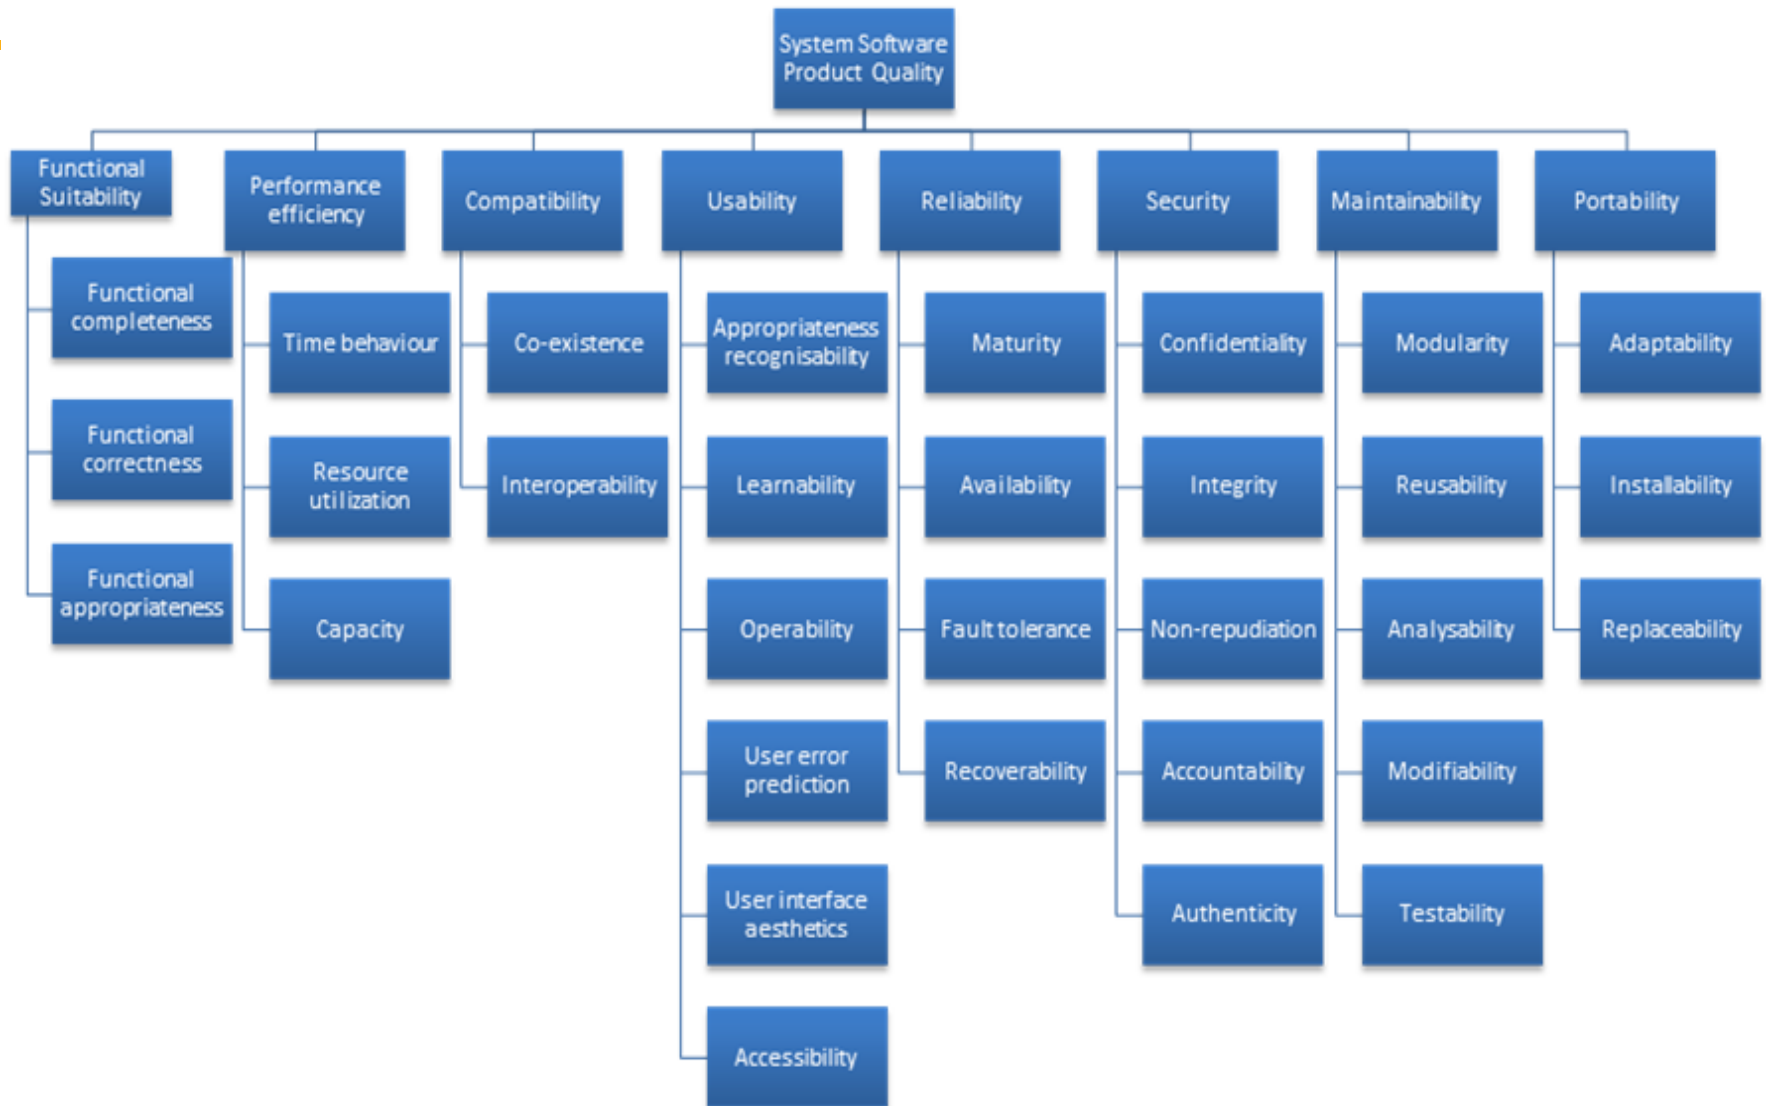 System Software
Product Quality
Functional
Suitability
Performance
efficiency
Compatibility
Usability
Reliability
Security
Maintainability
Portability
Functional
completeness
Functional
correctness
Functional
appropriateness
Time behaviour
Resource
utilization
Capacity
Co-existence
Interoperability
Appropriateness
recognisability
Learnability
Operability
User error
prediction
User interface
aesthetics
Accessibility
Maturity
Availability
Fault tolerance
Recoverability
Confidentiality
Integrity
Non-repudiation
Accountability
Authenticity
Modularity
Reusability
Analysability
Modifiability
Testability
Adaptability
Installability
Replaceability